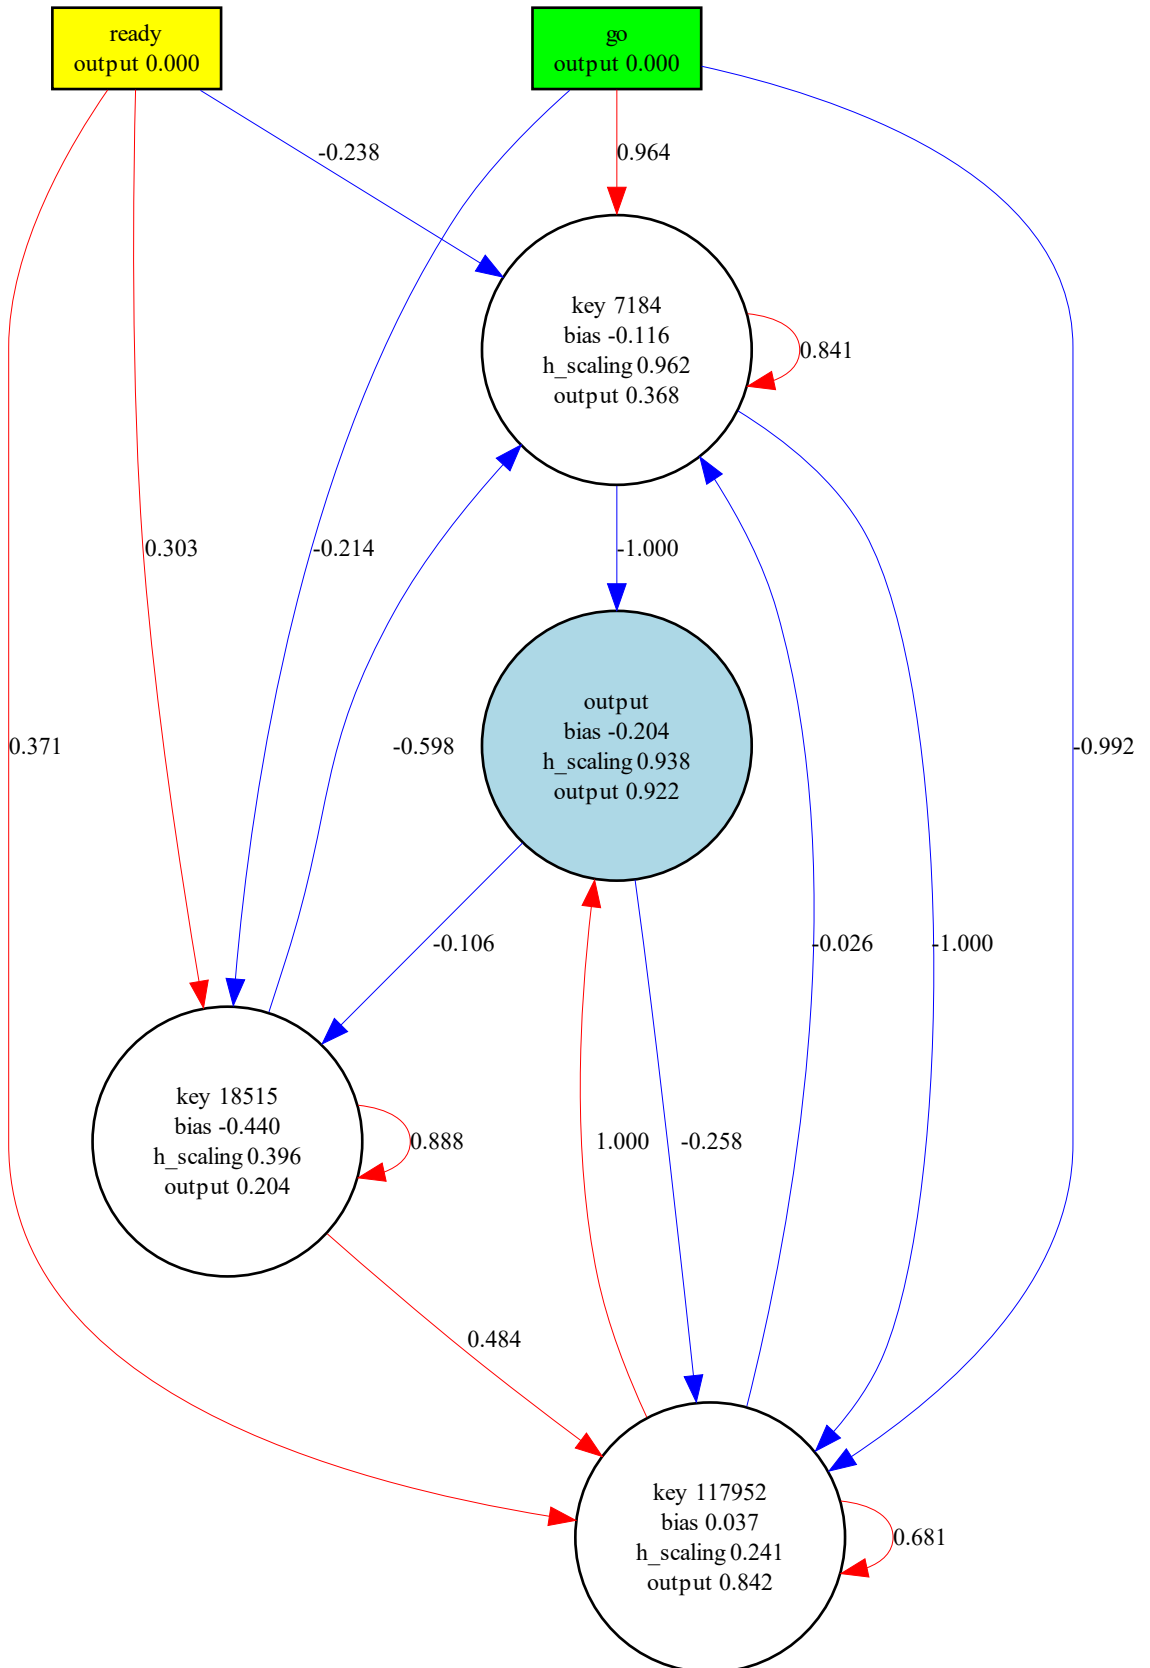 ready
output 0.000
go
output 0.000
-0.238
0.964
key 7184
bias -0.116
h_scaling 0.962
output 0.368
0.841
0.303
-0.214
-1.000
output
bias -0.204
h_scaling 0.938
output 0.922
0.371
-0.598
-0.992
-0.106
-0.026
-1.000
key 18515
bias -0.440
h_scaling 0.396
output 0.204
0.888
1.000
-0.258
0.484
key 117952
bias 0.037
h_scaling 0.241
output 0.842
0.681